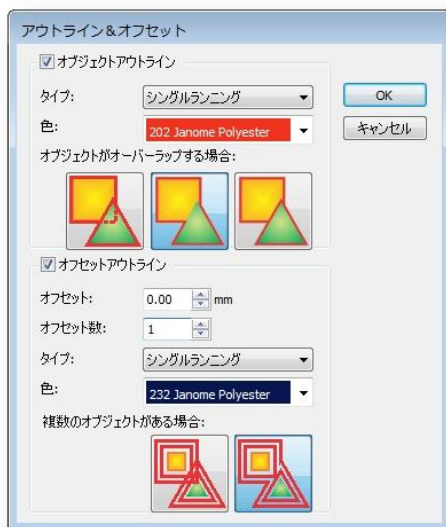 アウトライン＆オフセット
オブジェクトアウトライン
タイプ: シングルランニング
色: 202 Janome Polyester
オブジェクトがオーバーラップする場合:
オフセットアウトライン
オフセット: 0.00 mm
オフセット数: 1
タイプ: シングルランニング
色: 232 Janome Polyester
複数のオブジェクトがある場合:
OK
キャンセル